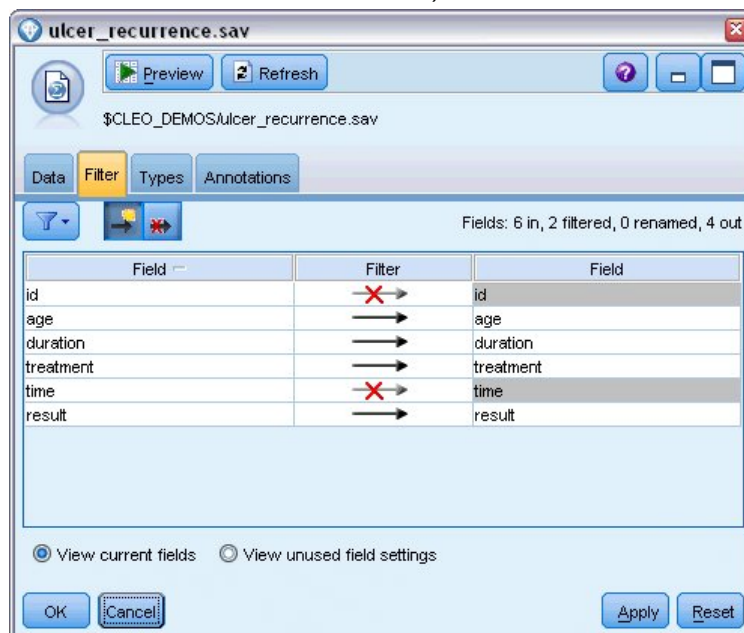 ulcer_recurrence.sav
Preview Refresh
$CLEO_DEMOS/ulcer_recurrence.sav
Data Filter Types Annotations
Fields: 6 in, 2 filtered, 0 renamed, 4 out
Field Filter Field
id id
age age
duration duration
treatment treatment
time time
result result
View current fields View unused field settings
OK Cancel Apply Reset